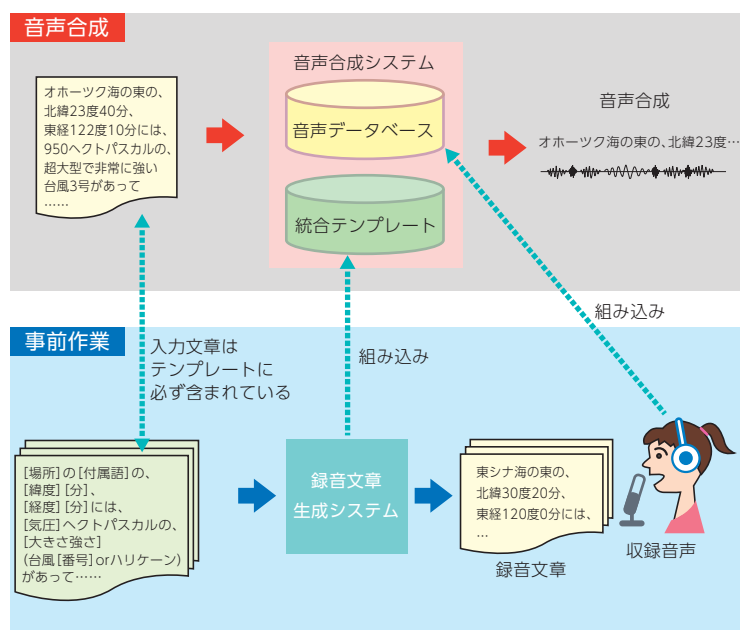 音声合成
オホーツク海の東の、
北緯23度40分、
東経122度10分には、
950ヘクトパスカルの、
超大型で非常に強い
台風3号があって
……
音声合成システム
音声データベース
統合テンプレート
音声合成
オホーツク海の東の、北緯23度…
組み込み
事前作業
入力文章は
テンプレートに
必ず含まれている
組み込み
[場所]の[付属語]の、
[緯度] [分]、
[経度] [分]には、
[気圧]ヘクトパスカルの、
[大きさ強さ]
(台風[番号]orハリケーン)
があって……
録音文章
生成システム
東シナ海の東の、
北緯30度20分、
東経120度0分には、
…
録音文章
収録音声